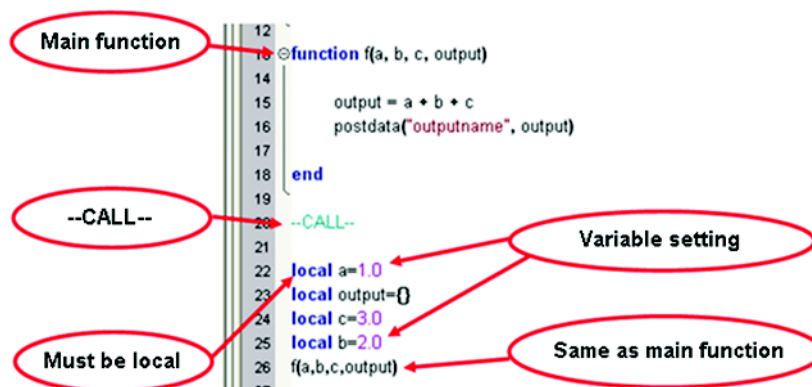 12
Main function
13 function f(a, b, c, output)
14
15 output = a + b + c
16 postdata("outputname", output)
17
18 end
19
--CALL--
20 --CALL--
21
Variable setting
22 local a=1.0
23 local output={}
24 local c=3.0
25 local b=2.0
Must be local
Same as main function
26 f(a,b,c,output)